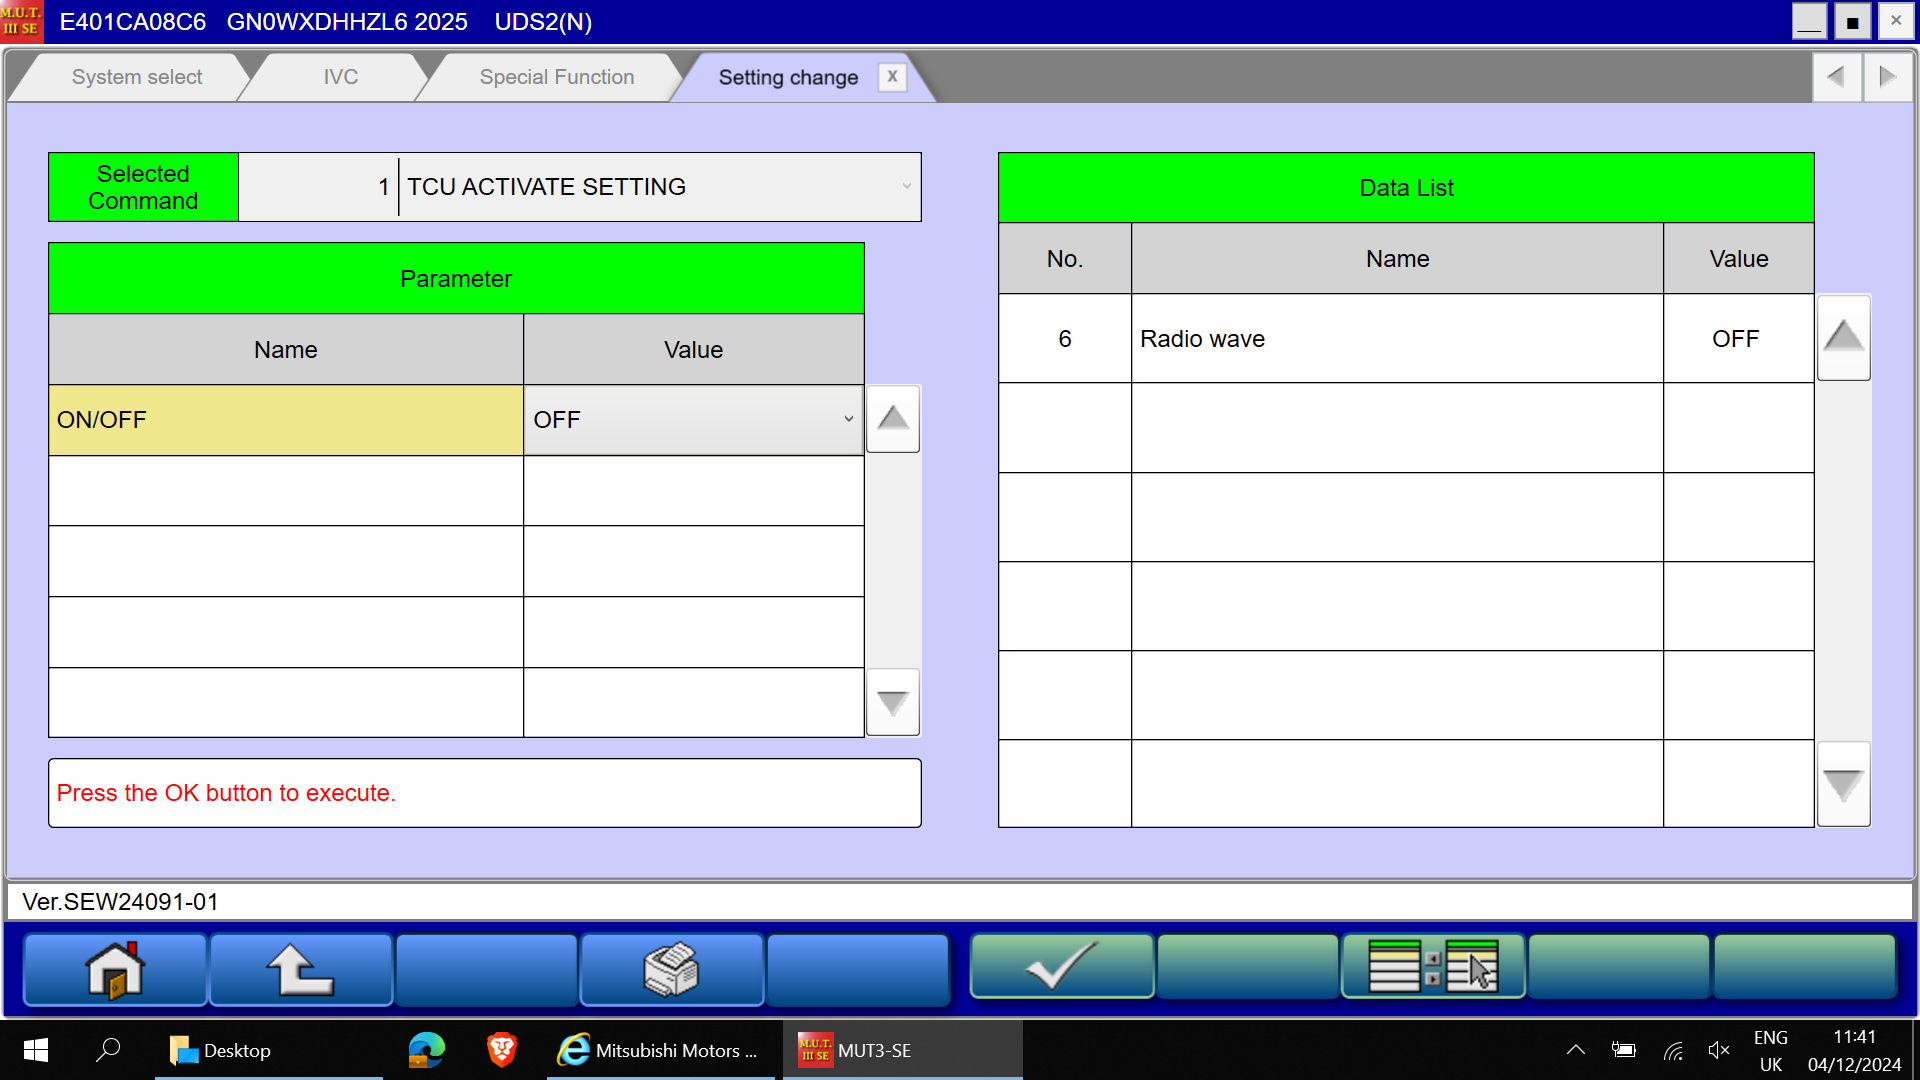 M.U.T.
III SE
E401CA08C6 GN0WXDHHZL6 2025 UDS2(N)
System select
IVC
Special Function
Setting change
X
Selected
Command
1
TCU ACTIVATE SETTING
Parameter
Name
Value
ON/OFF
OFF
Press the OK button to execute.
Data List
No.
Name
Value
6
Radio wave
OFF
Ver.SEW24091-01
Desktop
Mitsubishi Motors ...
M.U.T.
III SE
MUT3-SE
ENG
UK
11:41
04/12/2024